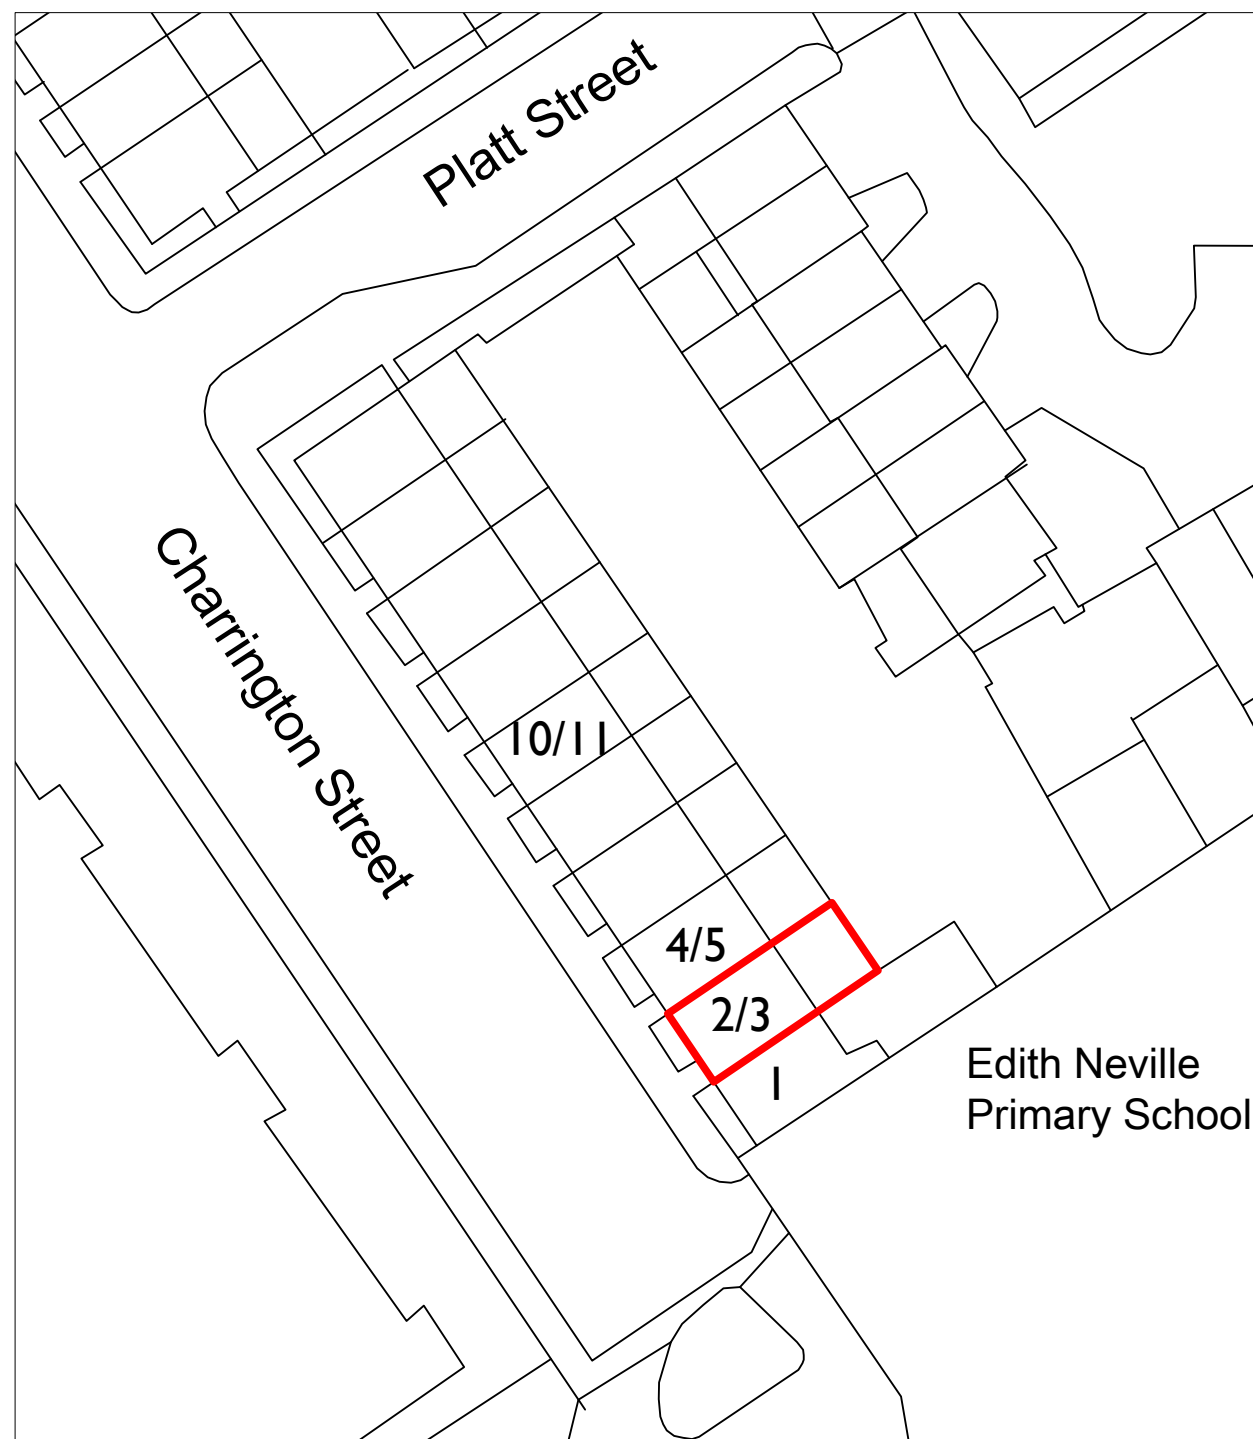 Platt Street
Charrington Street
10/11
4/5
2/3
1
Edith Neville
Primary School